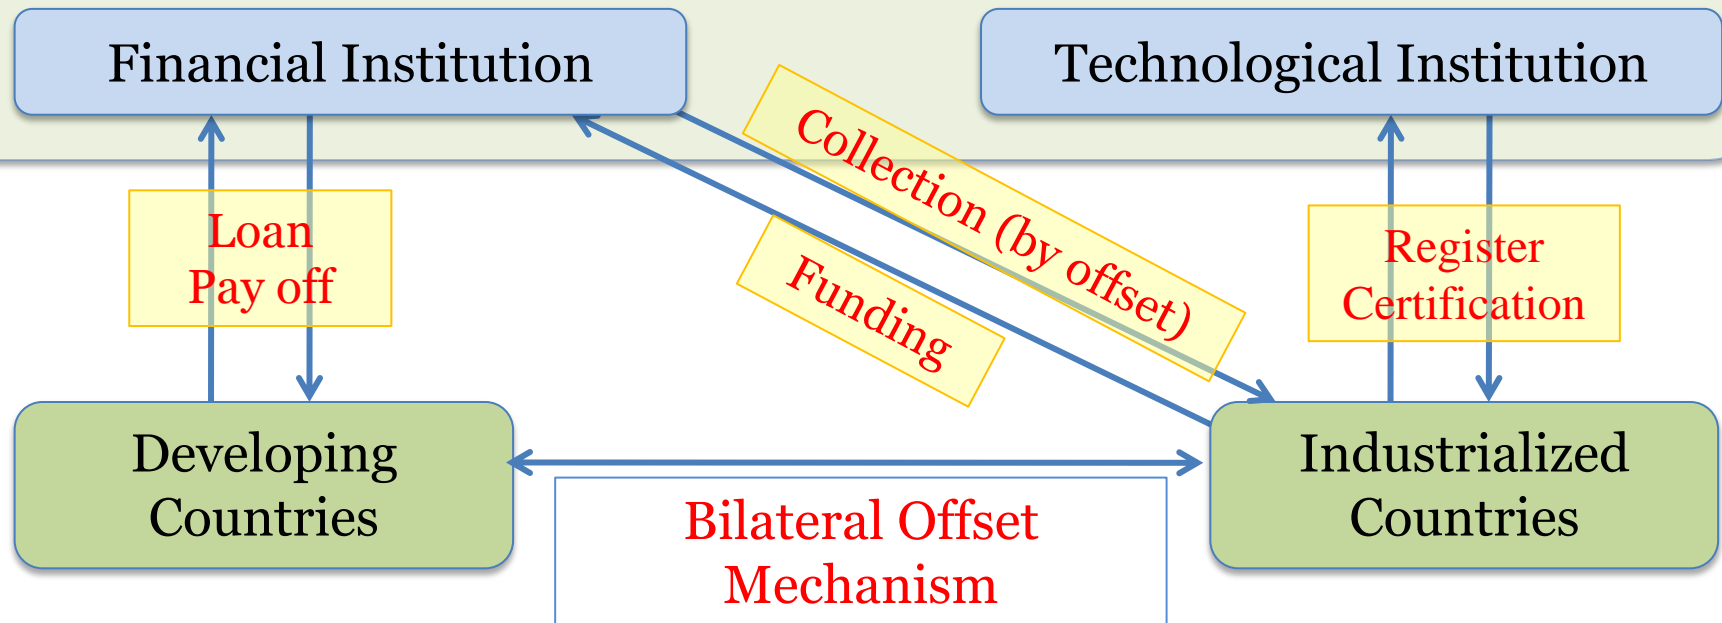 Financial Institution
Technological Institution
Collection (by offset)
Loan
Pay off
Funding
Register
Certification
Developing
Countries
Industrialized
Countries
Bilateral Offset
Mechanism